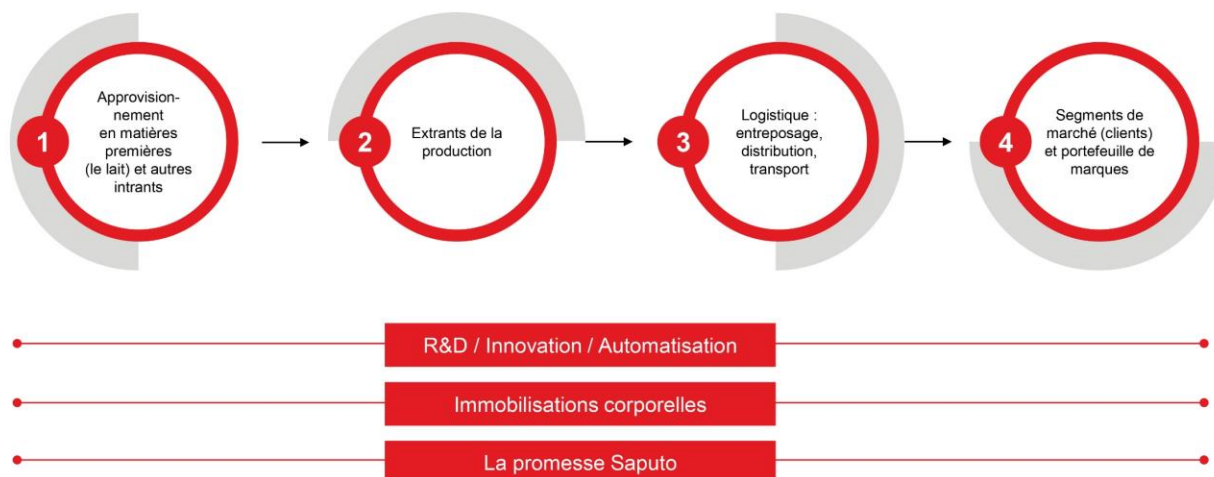 1
Approvision-
nement
en matières
premières
(le lait) et autres
intrants
2
Extrants de la
production
3
Logistique :
entreposage,
distribution,
transport
4
Segments de
marché (clients)
et portefeuille de
marques
R&D / Innovation / Automatisation
Immobilisations corporelles
La promesse Saputo